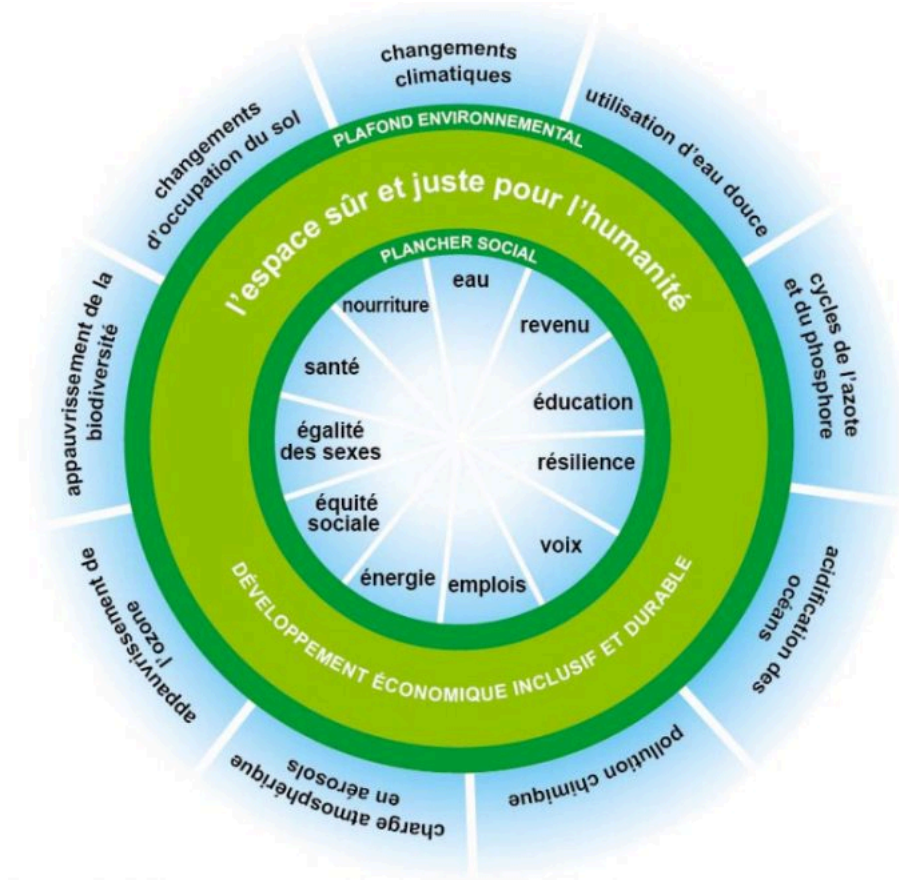 changements
climatiques
utilisation d'eau douce
cycles de l'azote
et du phosphore
acidification des
océans
pollution chimique
charge atmosphérique
en aérosols
appauvrissement de
l'ozone
appauvrissement de la
biodiversité
changements
d'occupation du sol
PLAFOND ENVIRONNEMENTAL
l'espace sûr et juste pour l'humanité
PLANCHER SOCIAL
eau
revenu
éducation
résilience
voix
emplois
énergie
équité
sociale
égalité
des sexes
santé
nourriture
DÉVELOPPEMENT ÉCONOMIQUE INCLUSIF ET DURABLE